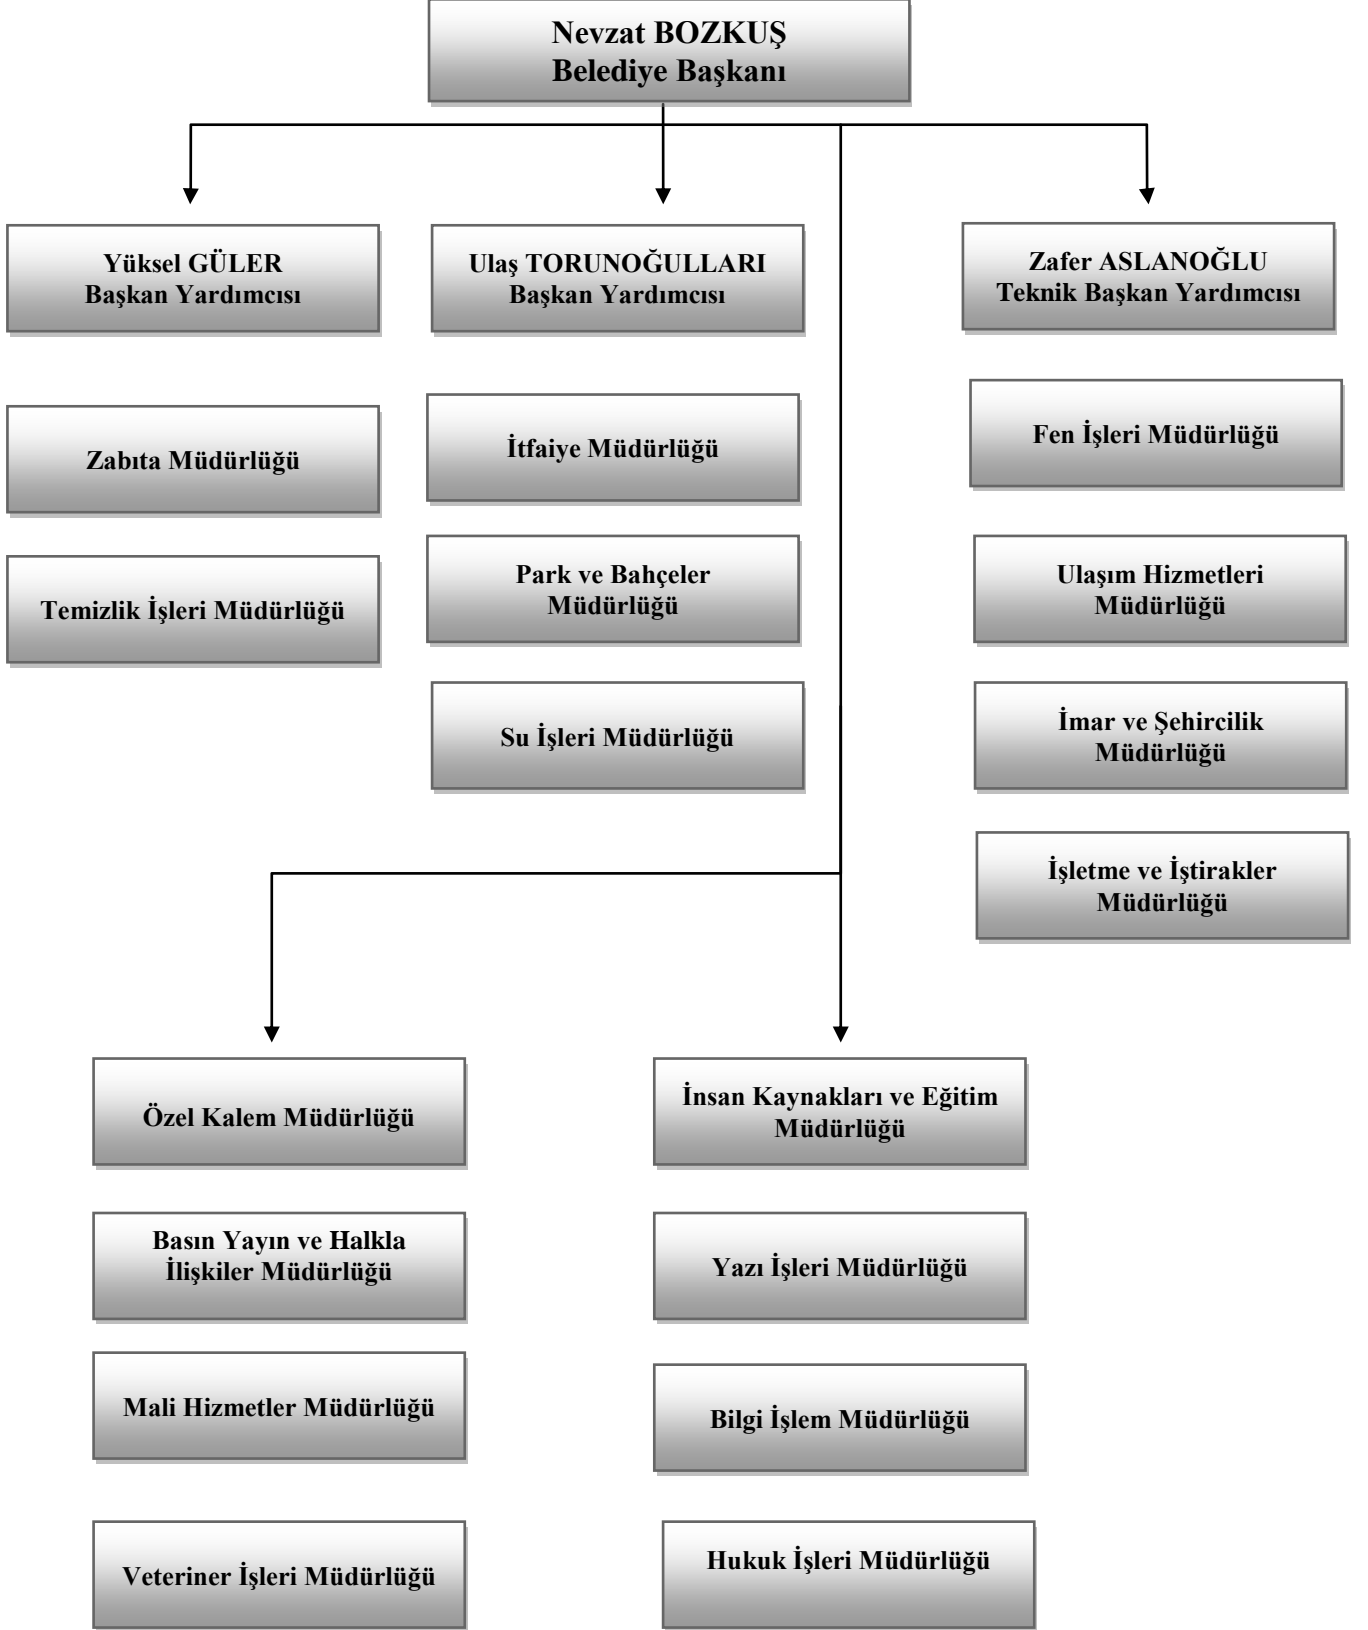 Nevzat BOZKUŞ
Belediye Başkanı
Yüksel GÜLER
Başkan Yardımcısı
Ulaş TORUNOĞULLARI
Başkan Yardımcısı
Zafer ASLANOĞLU
Teknik Başkan Yardımcısı
Zabıta Müdürlüğü
Temizlik İşleri Müdürlüğü
İtfaiye Müdürlüğü
Park ve Bahçeler
Müdürlüğü
Su İşleri Müdürlüğü
Fen İşleri Müdürlüğü
Ulaşım Hizmetleri
Müdürlüğü
İmar ve Şehircilik
Müdürlüğü
İşletme ve İştirakler
Müdürlüğü
Özel Kalem Müdürlüğü
Basın Yayın ve Halkla
İlişkiler Müdürlüğü
Mali Hizmetler Müdürlüğü
Veteriner İşleri Müdürlüğü
İnsan Kaynakları ve Eğitim
Müdürlüğü
Yazı İşleri Müdürlüğü
Bilgi İşlem Müdürlüğü
Hukuk İşleri Müdürlüğü